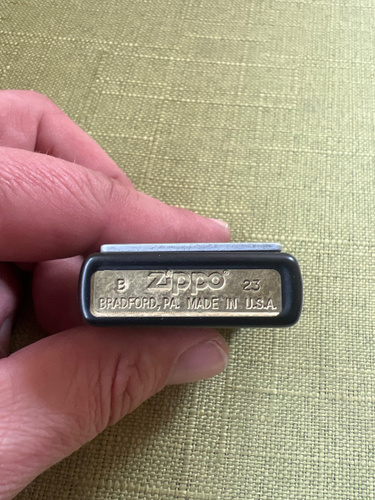 B Zippo® 23
BRADFORD, PA. MADE IN U.S.A.